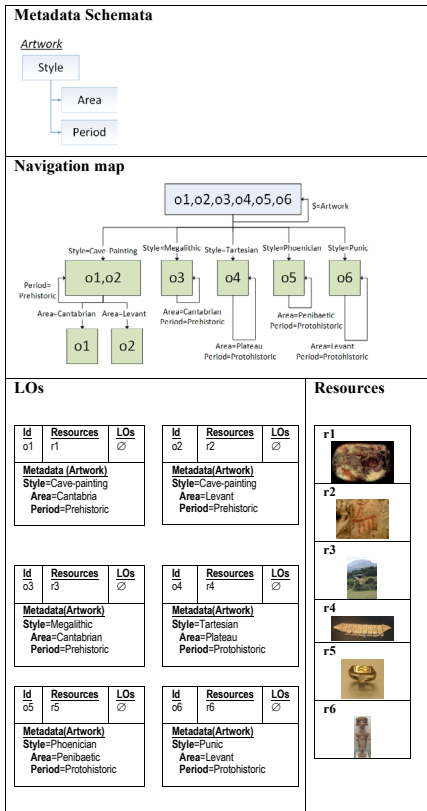 Metadata Schemata
Artwork
Style
Area
Period
Navigation map
o1,o2,o3,o4,o5,o6
$=Artwork
Style=Cave-Painting Style=Megalithic Style=Tartesian Style=Phoenician Style=Punic
o1,o2 o3 o4 o5 o6
Period=
Prehistoric
Area=Cantabrian Area=Levant
Area=Cantabrian
Period=Prehistoric
Area=Penibaetic
Period=Protohistoric
o1 o2
Area=Plateau
Period=Protohistoric
Area=Levant
Period=Protohistoric
LOs
Id Resources LOs
o1 r1 ∅
Metadata (Artwork)
Style=Cave-painting
Area=Cantabria
Period=Prehistoric
Id Resources LOs
o2 r2 ∅
Metadata(Artwork)
Style=Cave-painting
Area=Levant
Period=Prehistoric
Id Resources LOs
o3 r3 ∅
Metadata(Artwork)
Style=Megalithic
Area=Cantabrian
Period=Prehistoric
Id Resources LOs
o4 r4 ∅
Metadata(Artwork)
Style=Tartesian
Area=Plateau
Period=Protohistoric
Id Resources LOs
o5 r5 ∅
Metadata(Artwork)
Style=Phoenician
Area=Penibaetic
Period=Protohistoric
Id Resources LOs
o6 r6 ∅
Metadata(Artwork)
Style=Punic
Area=Levant
Period=Protohistoric
Resources
r1
r2
r3
r4
r5
r6